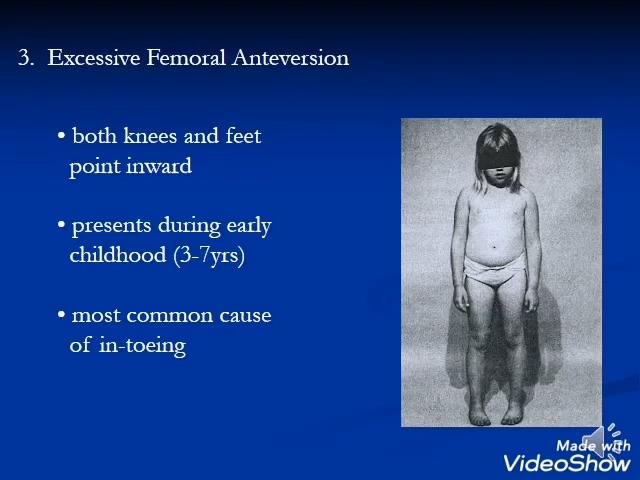 3. Excessive Femoral Anteversion
• both knees and feet
point inward
• presents during early
childhood (3-7yrs)
• most common cause
of in-toeing
Made with
VideoShow